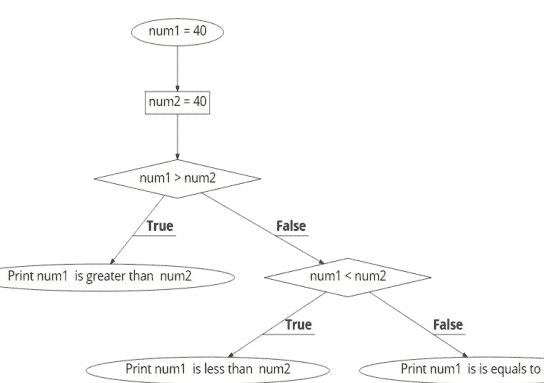 num1 = 40
num2 = 40
num1 > num2
True
False
Print num1 is greater than num2
num1 < num2
True
False
Print num1 is less than num2
Print num1 is is equals to